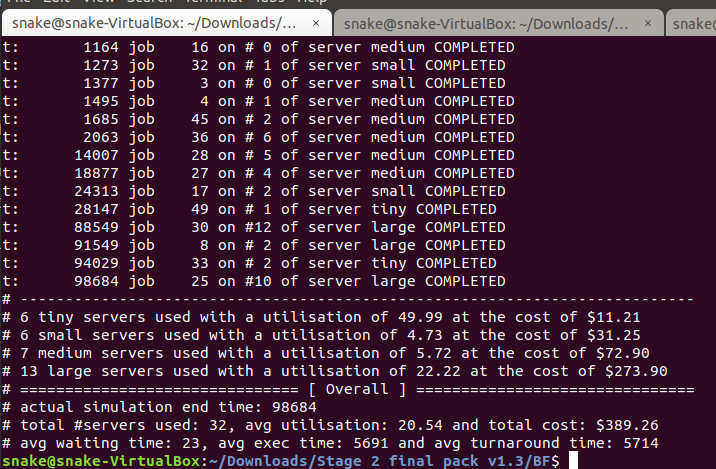 snake@snake-VirtualBox: ~/Downloads/... × snake@snake-VirtualBox: ~/Downloads/... × snake@
t:       1164 job    16 on # 0 of server medium COMPLETED
t:       1273 job    32 on # 1 of server small COMPLETED
t:       1377 job     3 on # 0 of server small COMPLETED
t:       1495 job     4 on # 1 of server medium COMPLETED
t:       1685 job    45 on # 2 of server medium COMPLETED
t:       2063 job    36 on # 6 of server medium COMPLETED
t:      14007 job    28 on # 5 of server medium COMPLETED
t:      18877 job    27 on # 4 of server medium COMPLETED
t:      24313 job    17 on # 2 of server small COMPLETED
t:      28147 job    49 on # 1 of server tiny COMPLETED
t:      88549 job    30 on #12 of server large COMPLETED
t:      91549 job     8 on # 2 of server large COMPLETED
t:      94029 job    33 on # 2 of server tiny COMPLETED
t:      98684 job    25 on #10 of server large COMPLETED
# ---------------------------------------------------------------------------
# 6 tiny servers used with a utilisation of 49.99 at the cost of $11.21
# 6 small servers used with a utilisation of 4.73 at the cost of $31.25
# 7 medium servers used with a utilisation of 5.72 at the cost of $72.90
# 13 large servers used with a utilisation of 22.22 at the cost of $273.90
# =============================== [ Overall ] ===============================
# actual simulation end time: 98684
# total #servers used: 32, avg utilisation: 20.54 and total cost: $389.26
# avg waiting time: 23, avg exec time: 5691 and avg turnaround time: 5714
snake@snake-VirtualBox:~/Downloads/Stage 2 final pack v1.3/BF$